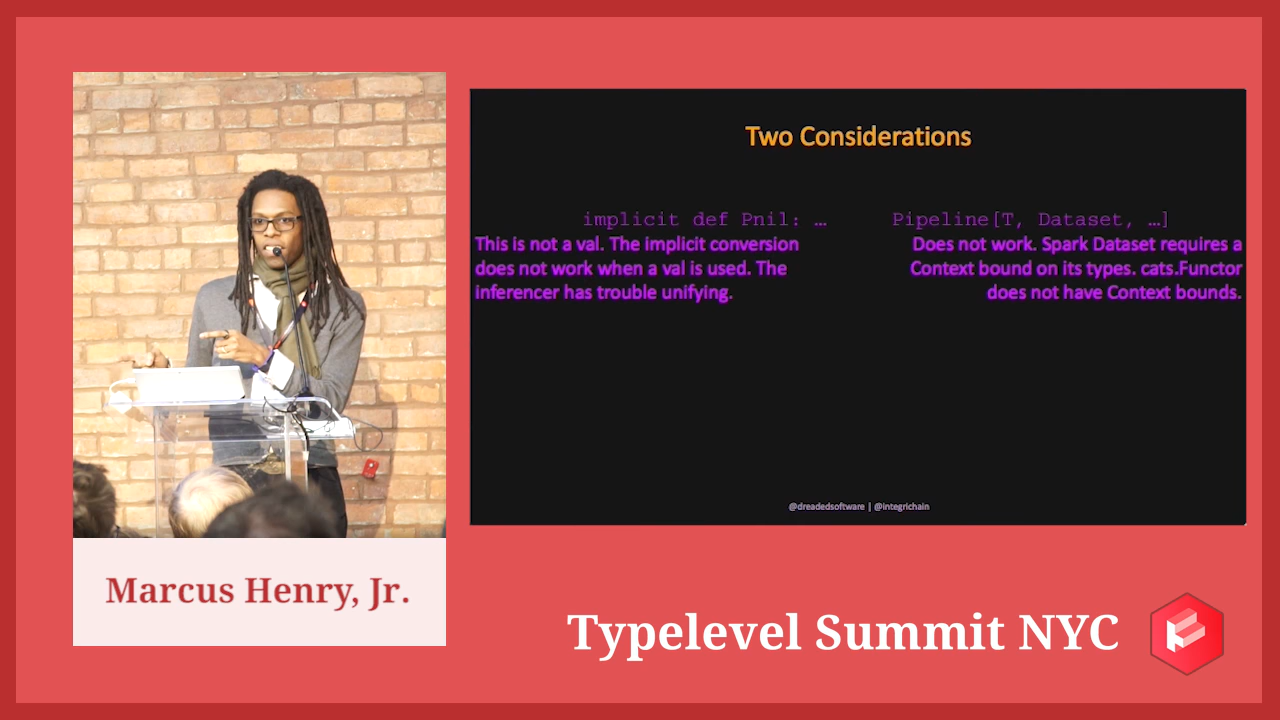 Two Considerations
implicit def Pnil: …
This is not a val. The implicit conversion
does not work when a val is used. The
inferencer has trouble unifying.
Pipeline[T, Dataset, …]
Does not work. Spark Dataset requires a
Context bound on its types. cats.Functor
does not have Context bounds.
@dreadedsoftware | @integrichain
Marcus Henry, Jr.
Typelevel Summit NYC